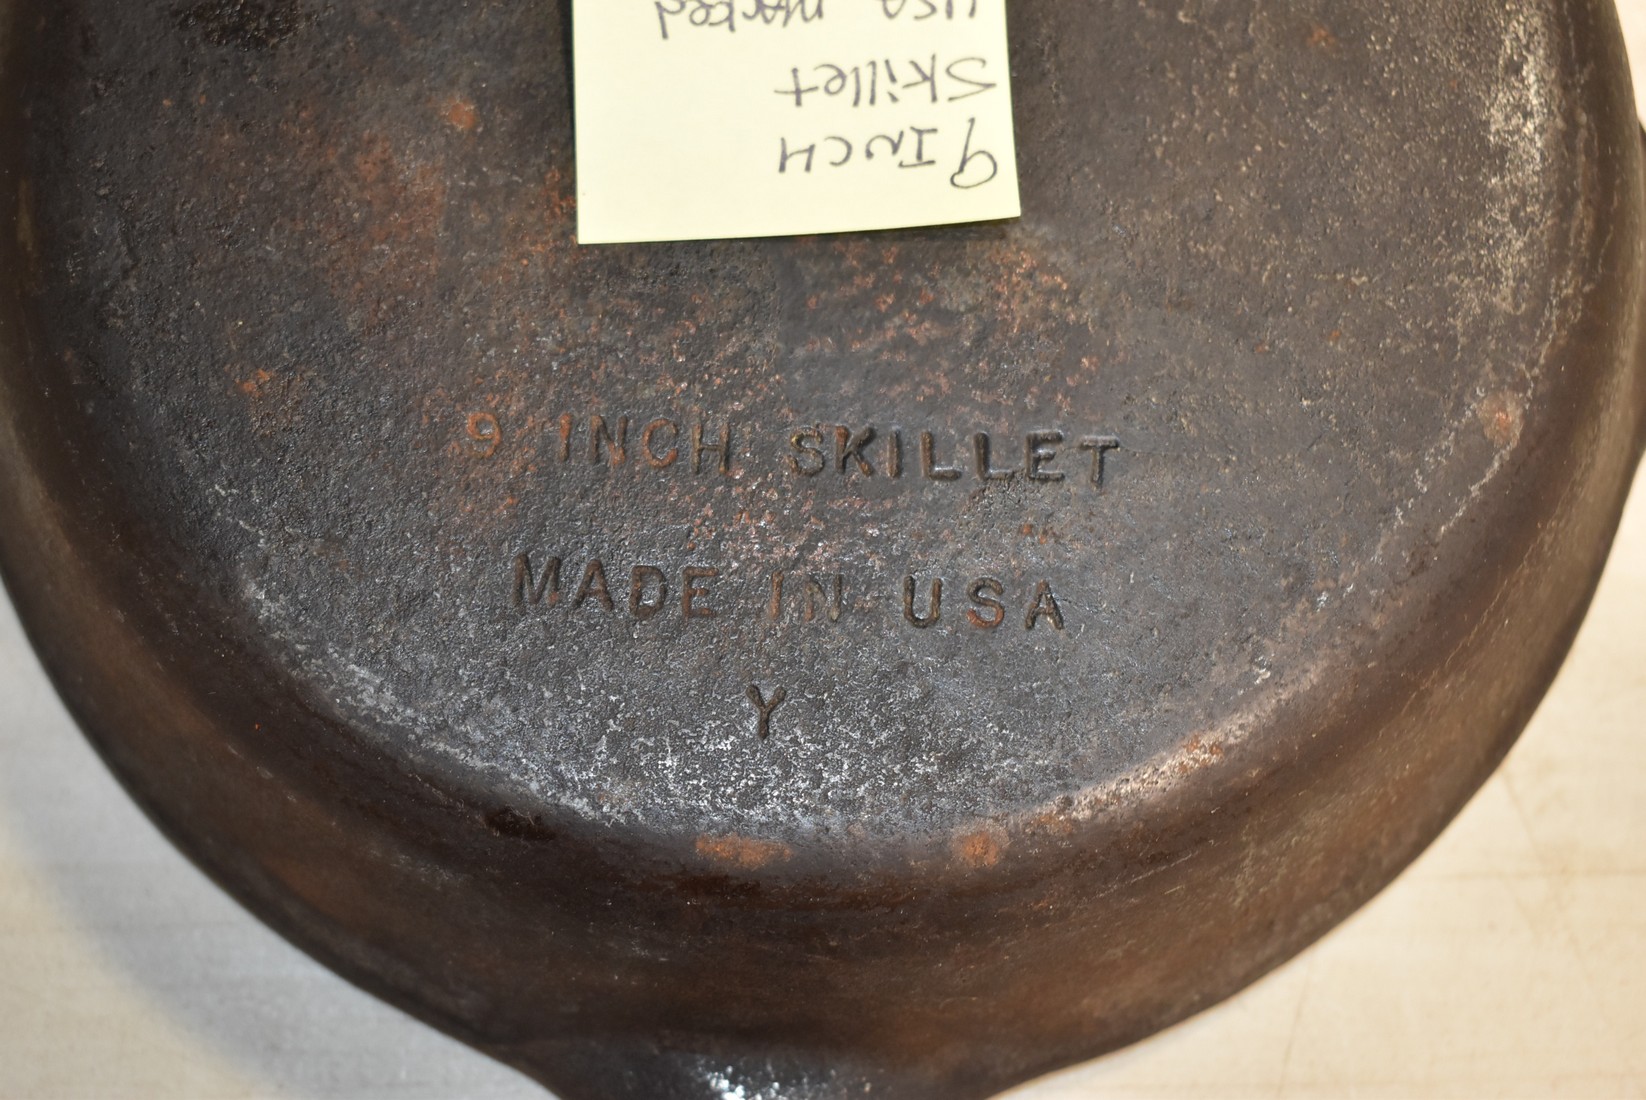 9 INCH
Skillet
USA Marked
9 INCH SKILLET
MADE IN USA
Y